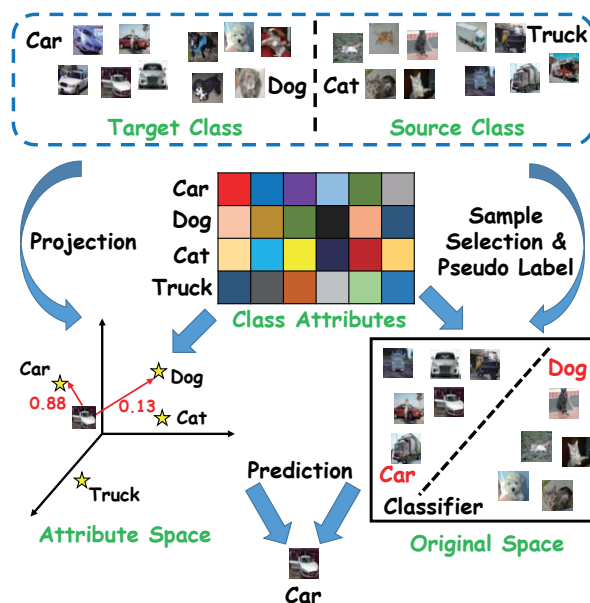 Car
Truck
Dog
Cat
Target Class
Source Class
Car
Dog
Cat
Truck
Projection
Sample
Selection &
Pseudo Label
Class Attributes
Car
Dog
0.88
0.13
Cat
Truck
Attribute Space
Dog
Car
Classifier
Original Space
Prediction
Car